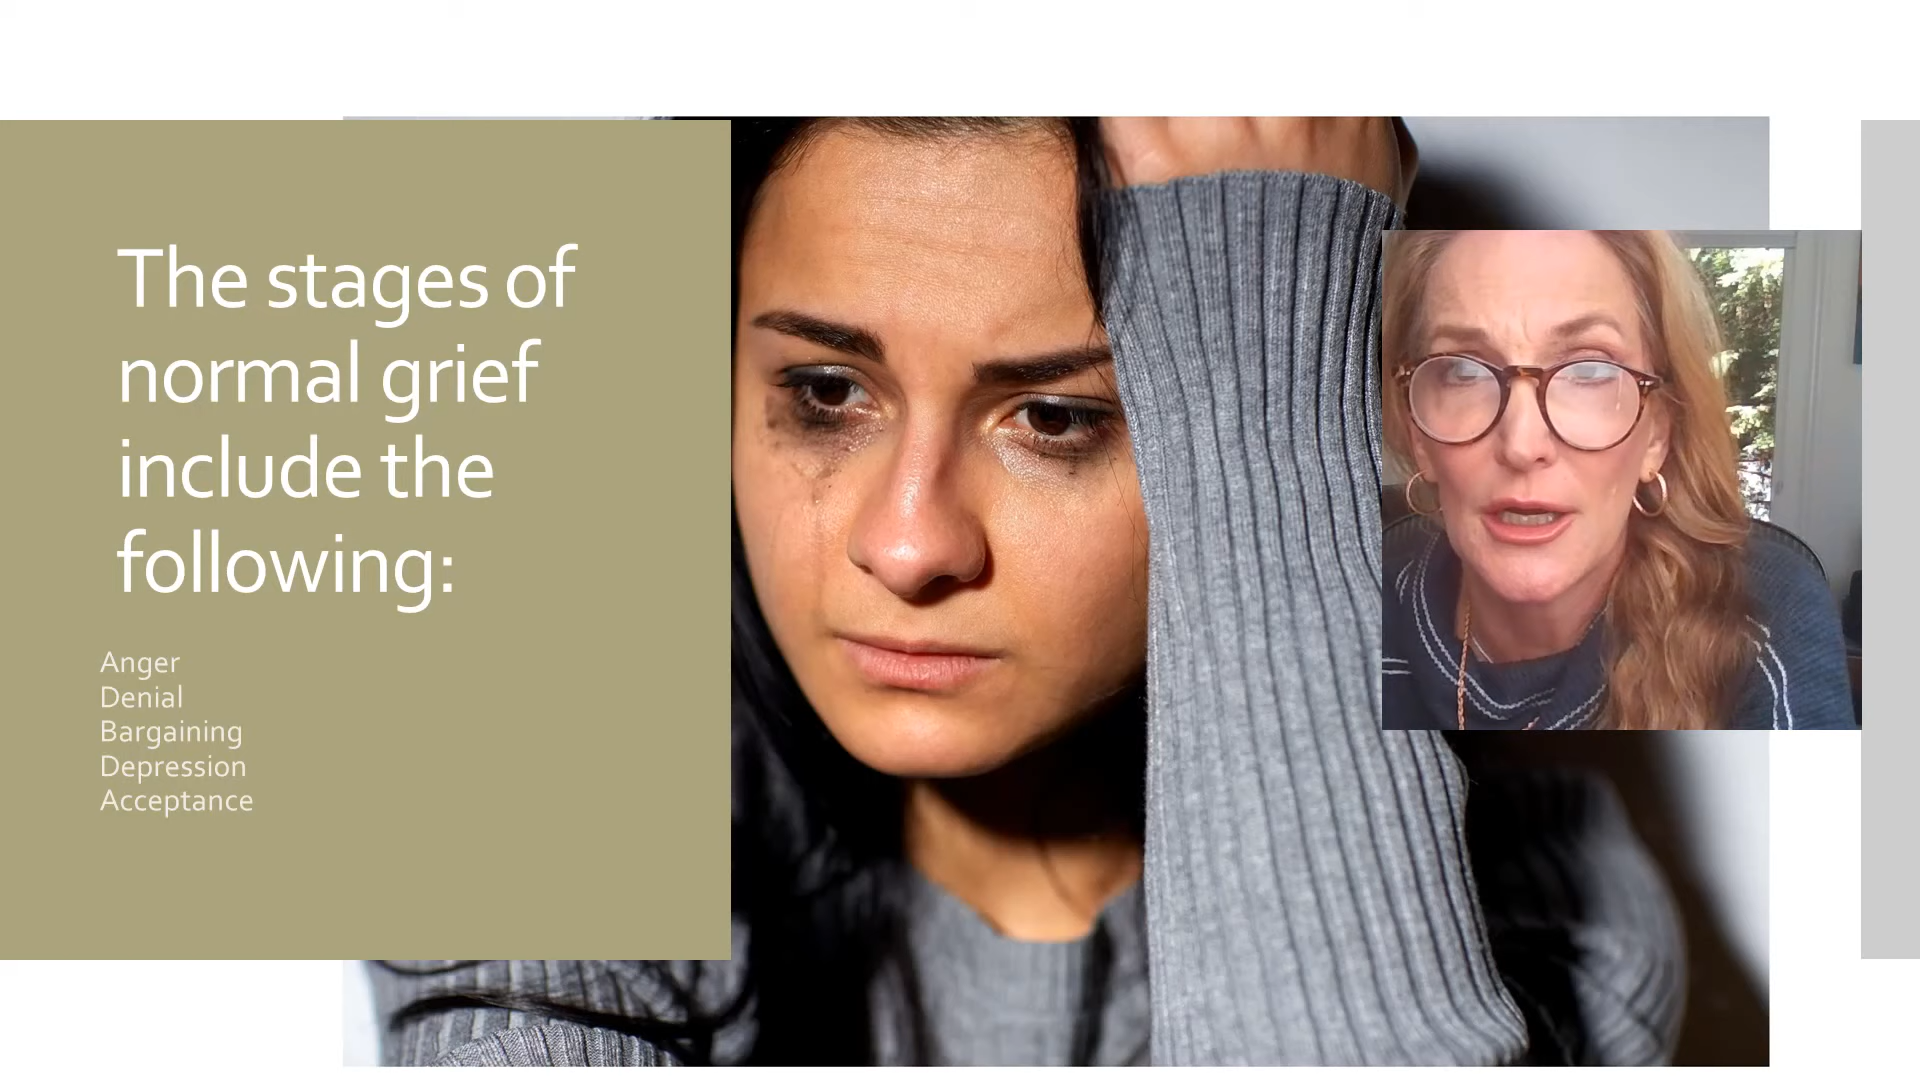 The stages of
normal grief
include the
following:
Anger
Denial
Bargaining
Depression
Acceptance